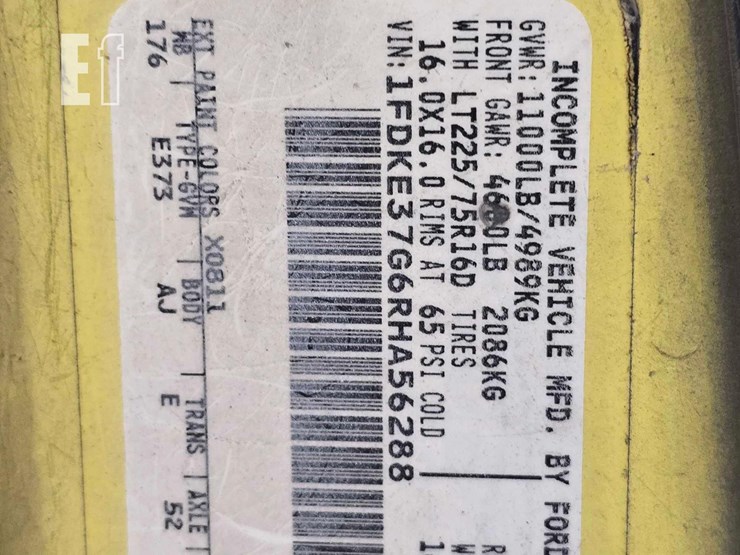 INCOMPLETE VEHICLE MFD. BY FORD
GVWR: 11000LB/4989KG
FRONT GAWR: 4600LB 2086KG
WITH LT225/75R16D TIRES
16.0X16.0 RIMS AT 65 PSI COLD
VIN: 1FDKE37G6RHA56288
EXT PAINT COLORS X0811
WB | TYPE-GVW | BODY | TRANS | AXLE |
176 E373 AJ E 52
Ef